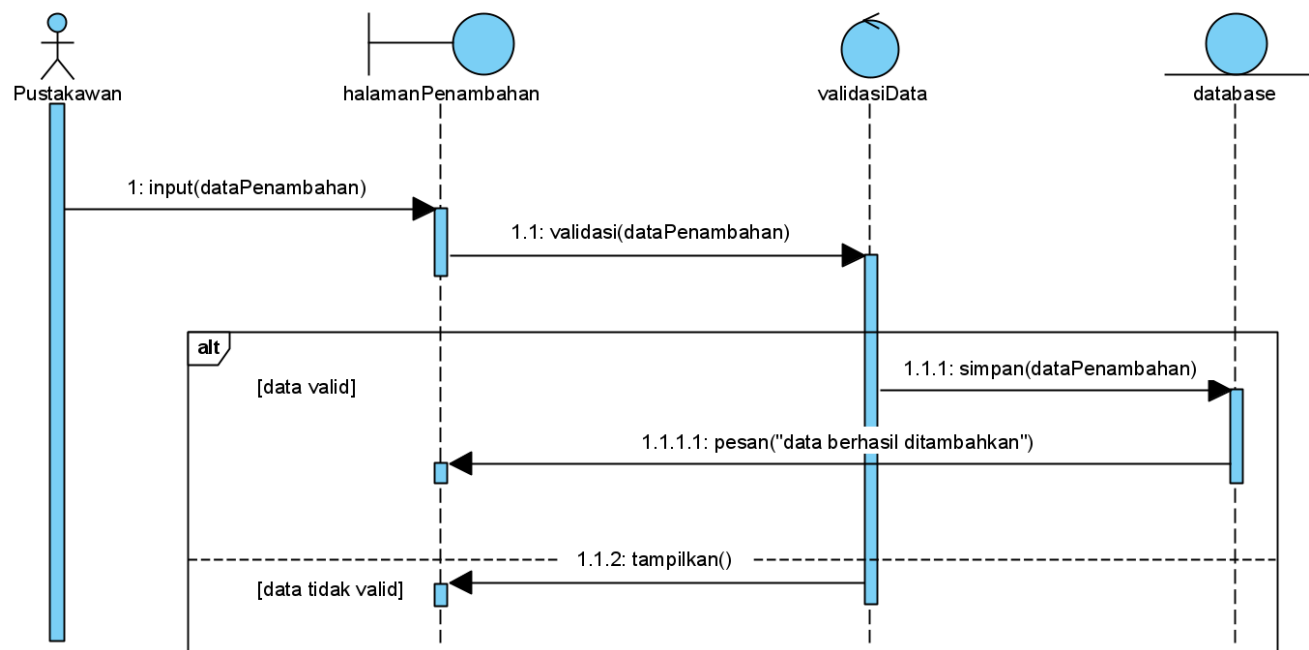 Pustakawan
halamanPenambahan
validasiData
database
1: input(dataPenambahan)
1.1: validasi(dataPenambahan)
alt
[data valid]
1.1.1: simpan(dataPenambahan)
1.1.1.1: pesan("data berhasil ditambahkan")
1.1.2: tampilkan()
[data tidak valid]